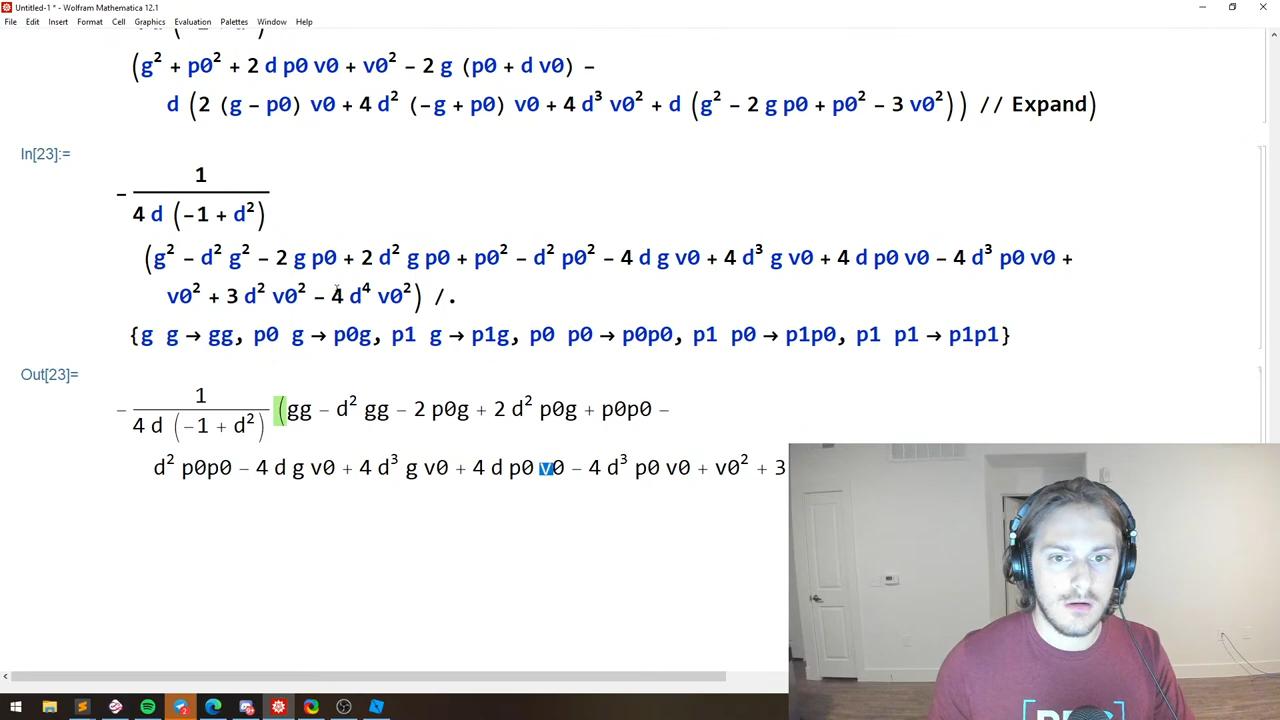 Untitled-1 * - Wolfram Mathematica 12.1
File Edit Insert Format Cell Graphics Evaluation Palettes Window Help
(g² + p0² + 2 d p0 v0 + v0² − 2 g (p0 + d v0) −
d (2 (g − p0) v0 + 4 d² (−g + p0) v0 + 4 d³ v0² + d (g² − 2 g p0 + p0² − 3 v0²)) // Expand)
In[23]:=
− 1
4 d (−1 + d²)
(g² − d² g² − 2 g p0 + 2 d² g p0 + p0² − d² p0² − 4 d g v0 + 4 d³ g v0 + 4 d p0 v0 − 4 d³ p0 v0 +
v0² + 3 d² v0² − 4 d⁴ v0²) /.
{g g → gg, p0 g → p0g, p1 g → p1g, p0 p0 → p0p0, p1 p0 → p1p0, p1 p1 → p1p1}
Out[23]=
− 1
4 d (−1 + d²) (gg − d² gg − 2 p0g + 2 d² p0g + p0p0 −
d² p0p0 − 4 d g v0 + 4 d³ g v0 + 4 d p0 v0 − 4 d³ p0 v0 + v0² + 3